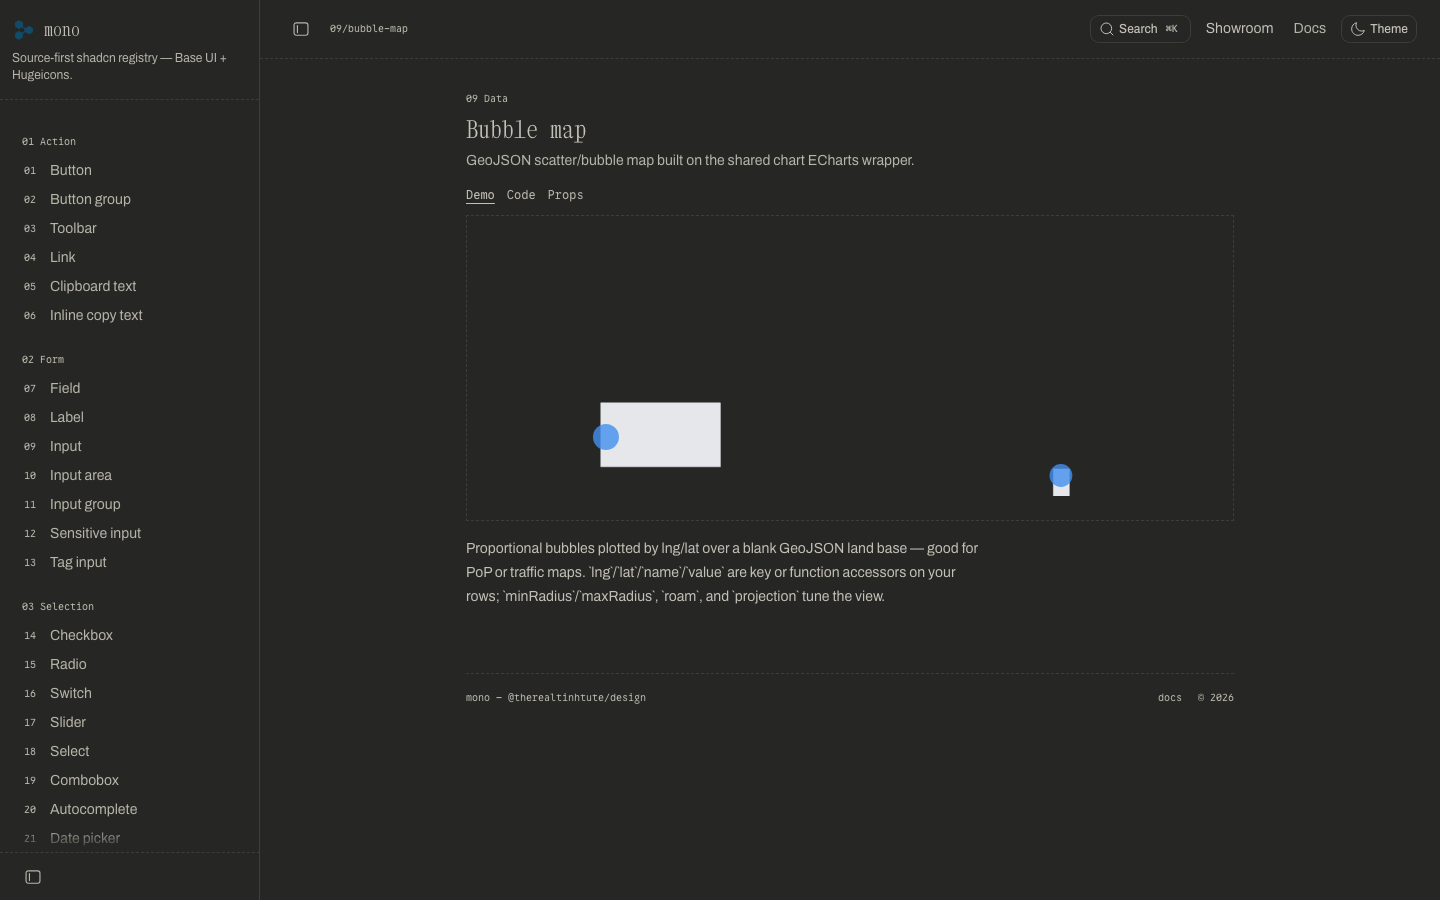 mono
Source-first shadcn registry — Base UI +
Hugeicons.
01 Action
01 Button
02 Button group
03 Toolbar
04 Link
05 Clipboard text
06 Inline copy text
02 Form
07 Field
08 Label
09 Input
10 Input area
11 Input group
12 Sensitive input
13 Tag input
03 Selection
14 Checkbox
15 Radio
16 Switch
17 Slider
18 Select
19 Combobox
20 Autocomplete
21 Date picker
09/bubble-map
Search ⌘K
Showroom
Docs
Theme
09 Data
Bubble map
GeoJSON scatter/bubble map built on the shared chart ECharts wrapper.
Demo Code Props
Proportional bubbles plotted by lng/lat over a blank GeoJSON land base — good for
PoP or traffic maps. `lng`/`lat`/`name`/`value` are key or function accessors on your
rows; `minRadius`/`maxRadius`, `roam`, and `projection` tune the view.
mono — @therealtinhtute/design
docs © 2026